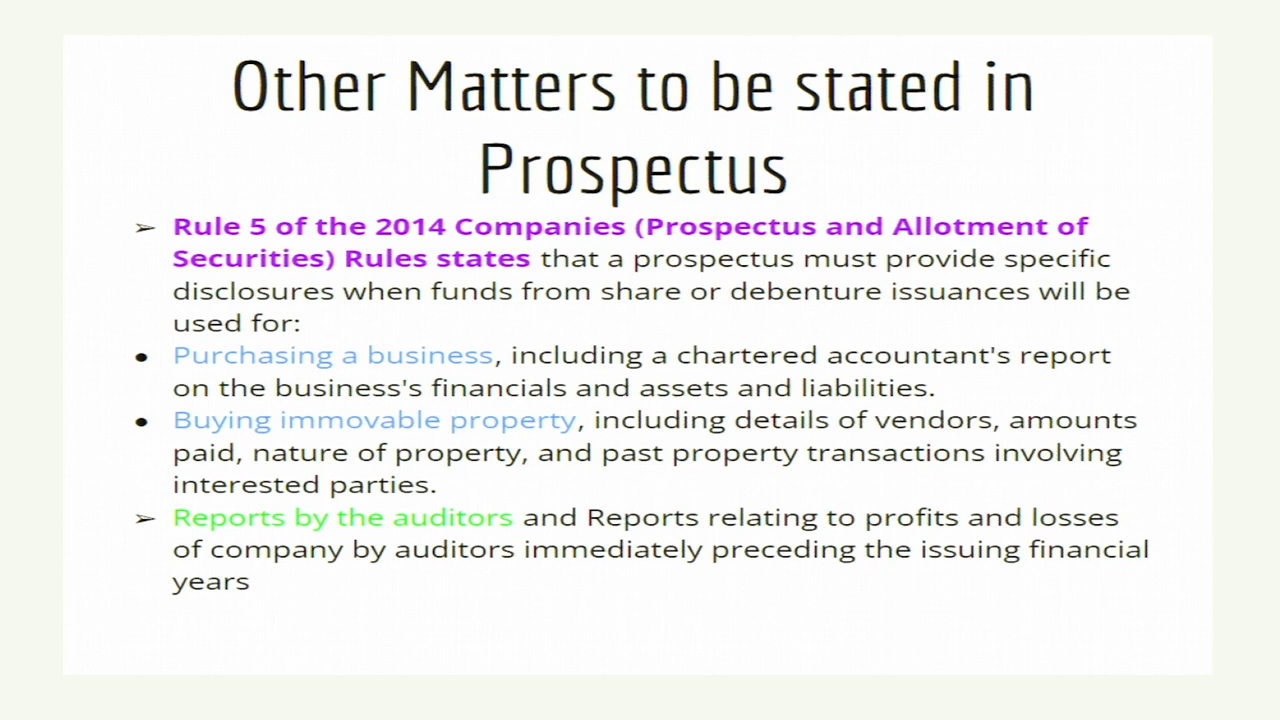 Other Matters to be stated in
Prospectus
➢ Rule 5 of the 2014 Companies (Prospectus and Allotment of
Securities) Rules states that a prospectus must provide specific
disclosures when funds from share or debenture issuances will be
used for:
● Purchasing a business, including a chartered accountant's report
on the business's financials and assets and liabilities.
● Buying immovable property, including details of vendors, amounts
paid, nature of property, and past property transactions involving
interested parties.
➢ Reports by the auditors and Reports relating to profits and losses
of company by auditors immediately preceding the issuing financial
years